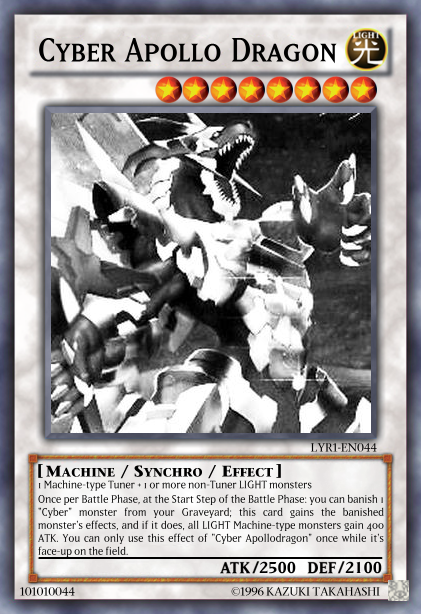 CYBER APOLLO DRAGON
LIGHT
光
LYR1-EN044
[ MACHINE / SYNCHRO / EFFECT ]
1 Machine-type Tuner + 1 or more non-Tuner LIGHT monsters
Once per Battle Phase, at the Start Step of the Battle Phase: you can banish 1
"Cyber" monster from your Graveyard; this card gains the banished
monster's effects, and if it does, all LIGHT Machine-type monsters gain 400
ATK. You can only use this effect of "Cyber Apollodragon" once while it's
face-up on the field.
ATK/2500 DEF/2100
101010044 ©1996 KAZUKI TAKAHASHI